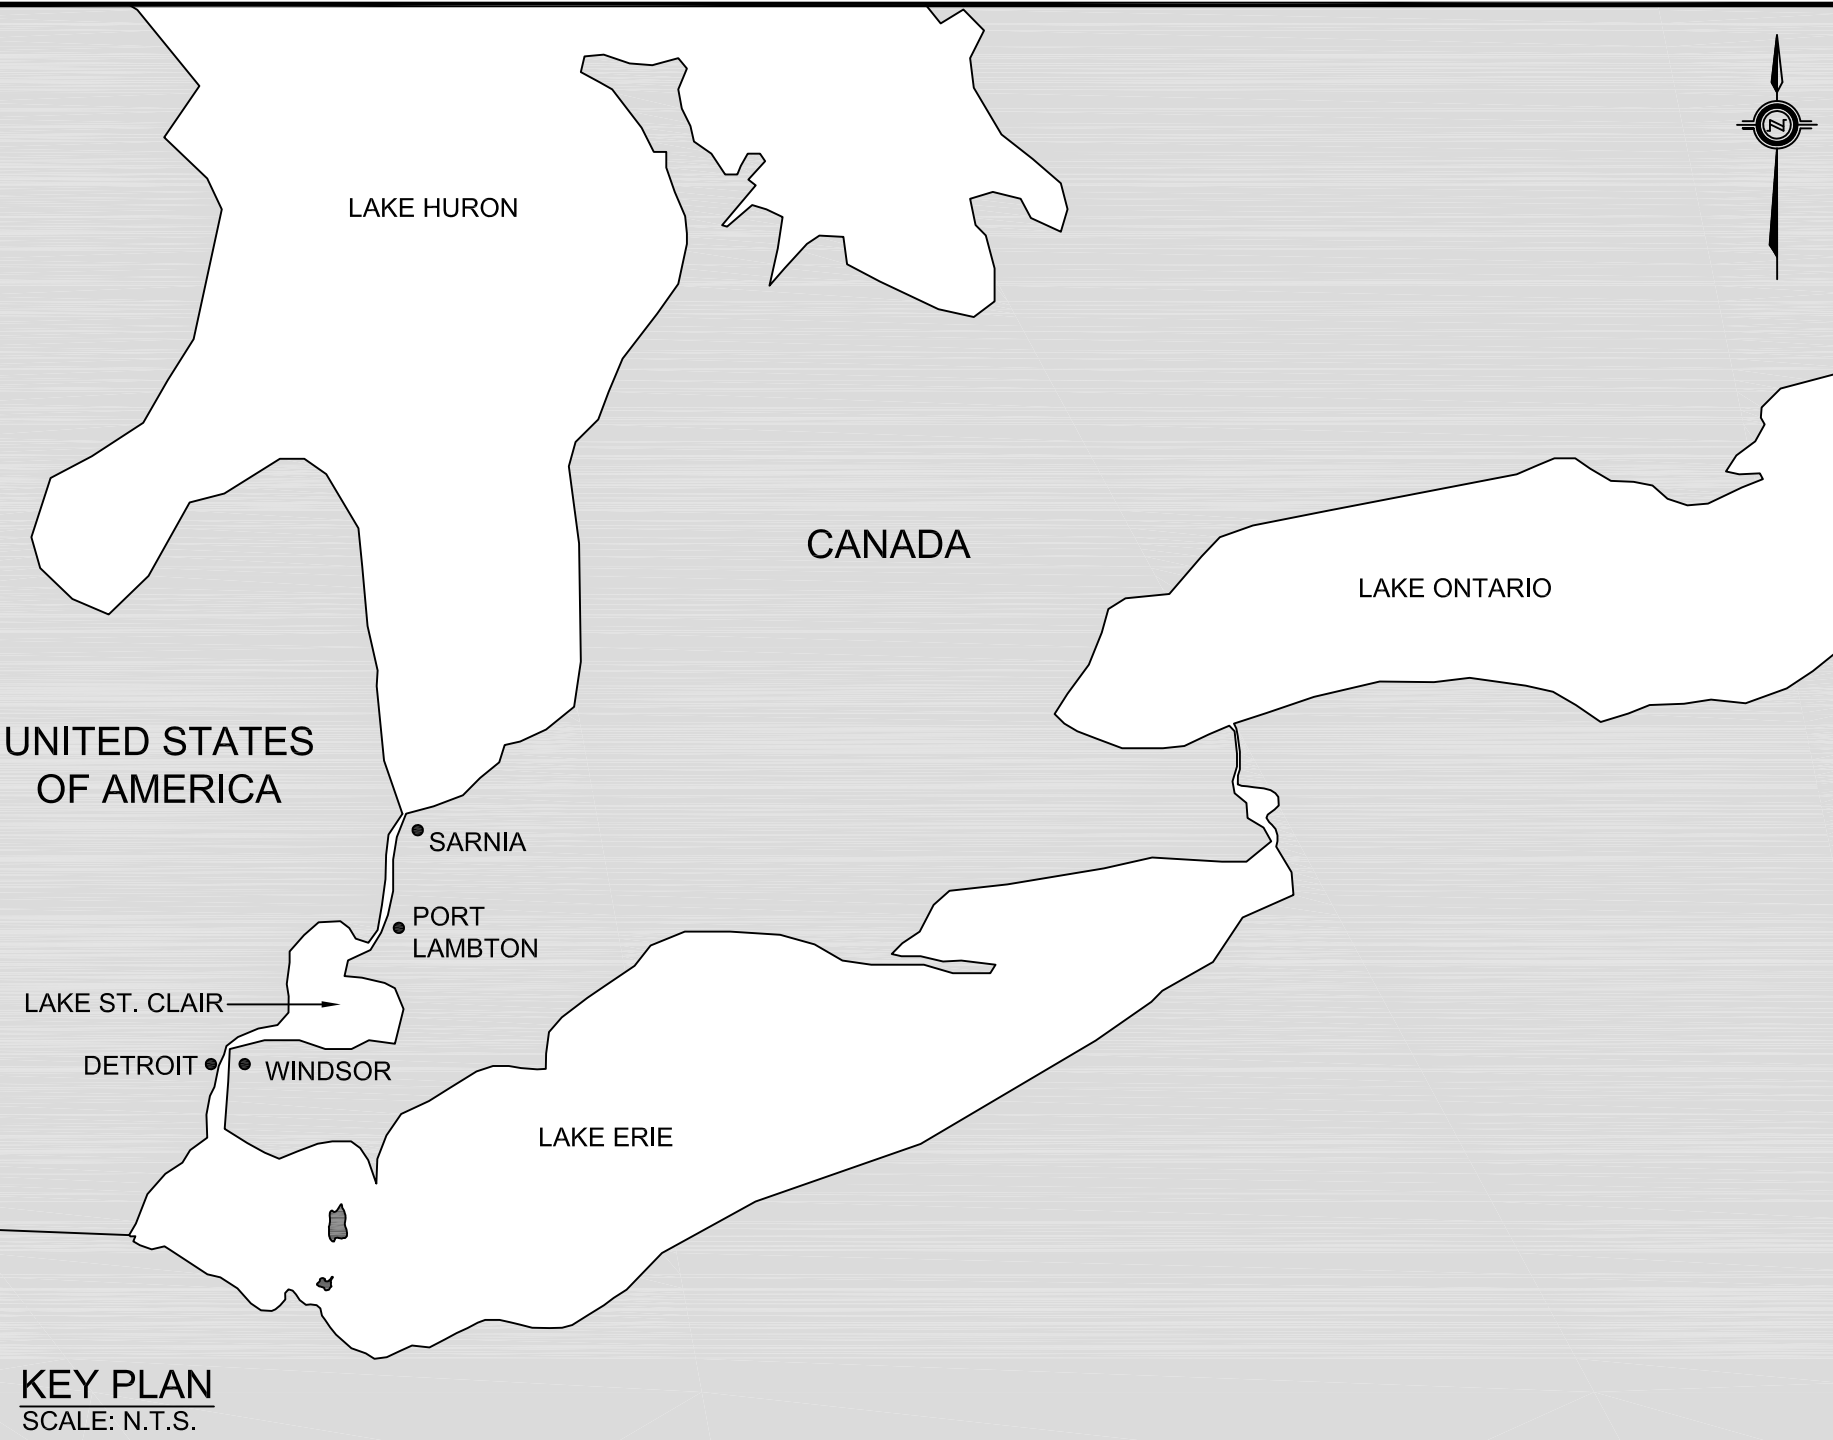 LAKE HURON
CANADA
LAKE ONTARIO
UNITED STATES
OF AMERICA
SARNIA
PORT
LAMBTON
LAKE ST. CLAIR
DETROIT
WINDSOR
LAKE ERIE
KEY PLAN
SCALE: N.T.S.
N